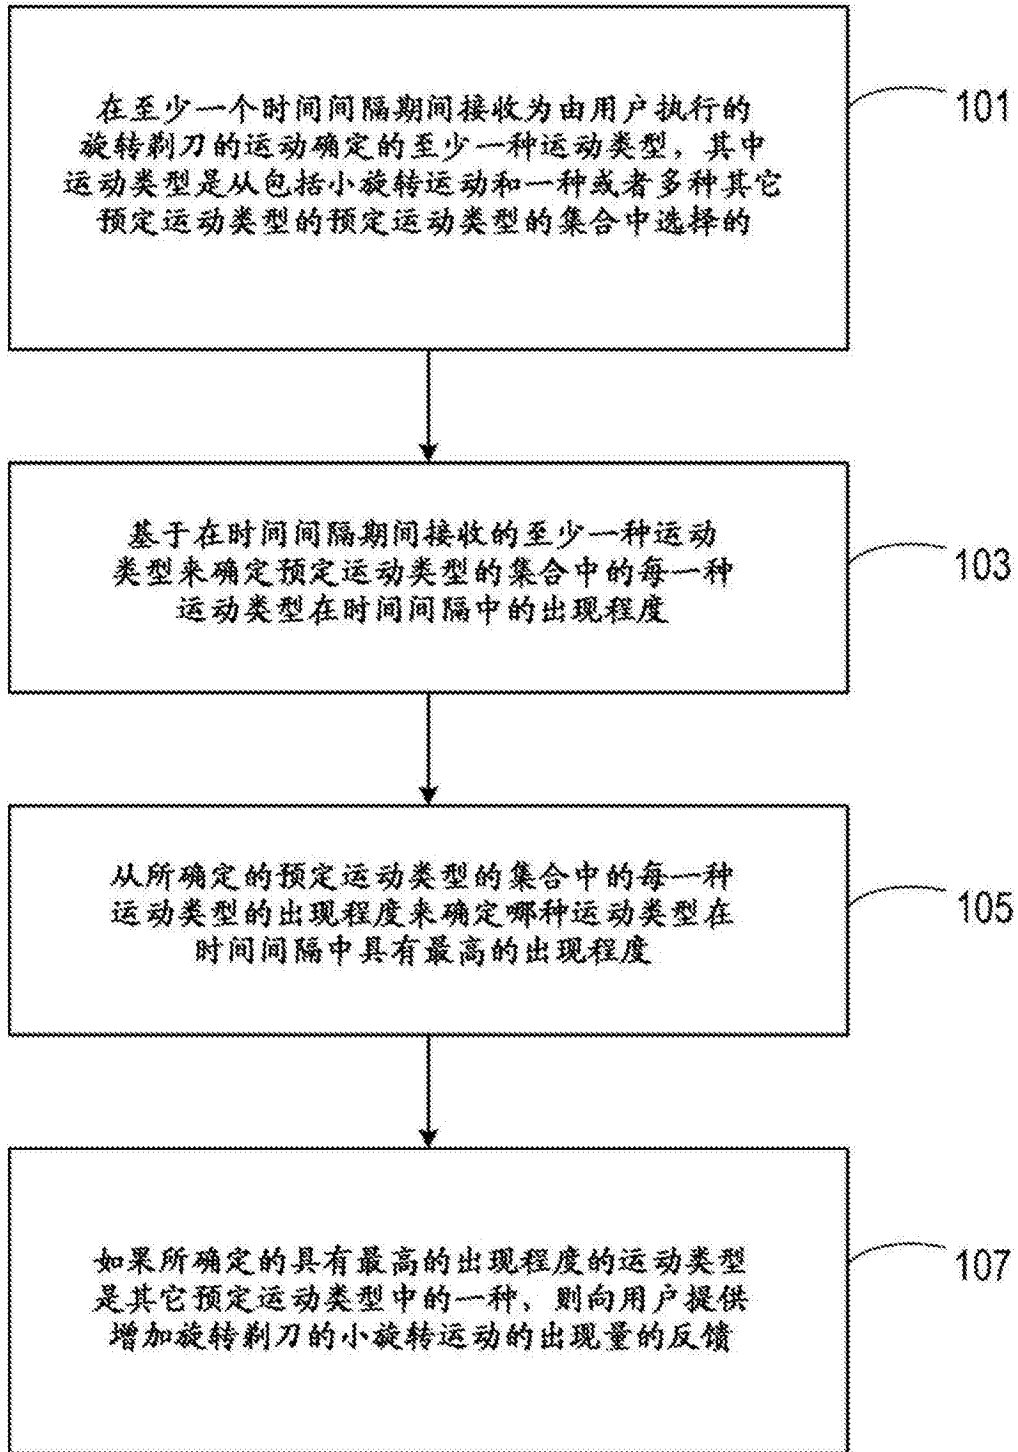 在至少一个时间间隔期间接收为由用户执行的
旋转剃刀的运动确定的至少一种运动类型，其中
运动类型是从包括小旋转运动和一种或者多种其它
预定运动类型的预定运动类型的集合中选择的
101
基于在时间间隔期间接收的至少一种运动
类型来确定预定运动类型的集合中的每一种
运动类型在时间间隔中的出现程度
103
从所确定的预定运动类型的集合中的每一种
运动类型的出现程度来确定哪种运动类型在
时间间隔中具有最高的出现程度
105
如果所确定的具有最高的出现程度的运动类型
是其它预定运动类型中的一种、则向用户提供
增加旋转剃刀的小旋转运动的出现量的反馈
107